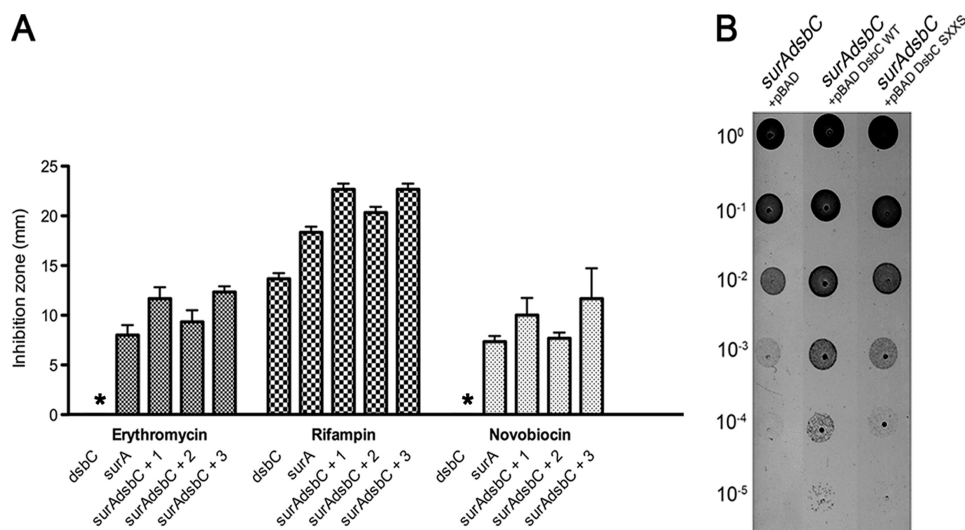 A
Inhibition zone (mm)
25
20
15
10
5
0
*
*
Erythromycin
Rifampin
Novobiocin
dsbC
surA
surAdsbC + 1
surAdsbC + 2
surAdsbC + 3
dsbC
surA
surAdsbC + 1
surAdsbC + 2
surAdsbC + 3
dsbC
surA
surAdsbC + 1
surAdsbC + 2
surAdsbC + 3
B
surAdsbC
+pBAD
surAdsbC
+pBAD DsbC WT
surAdsbC
+pBAD DsbC SXXS
10⁰
10⁻¹
10⁻²
10⁻³
10⁻⁴
10⁻⁵